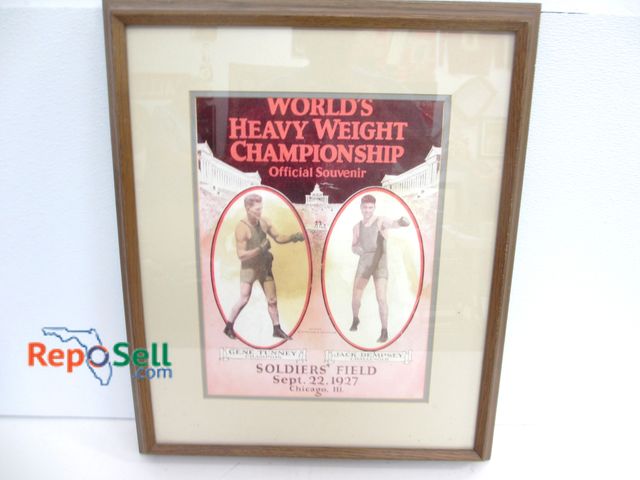 WORLD'S
HEAVY WEIGHT
CHAMPIONSHIP
Official Souvenir
GENE TUNNEY
JACK DEMPSEY
SOLDIERS' FIELD
Sept. 22, 1927
Chicago, Ill.
RepoSell
.com